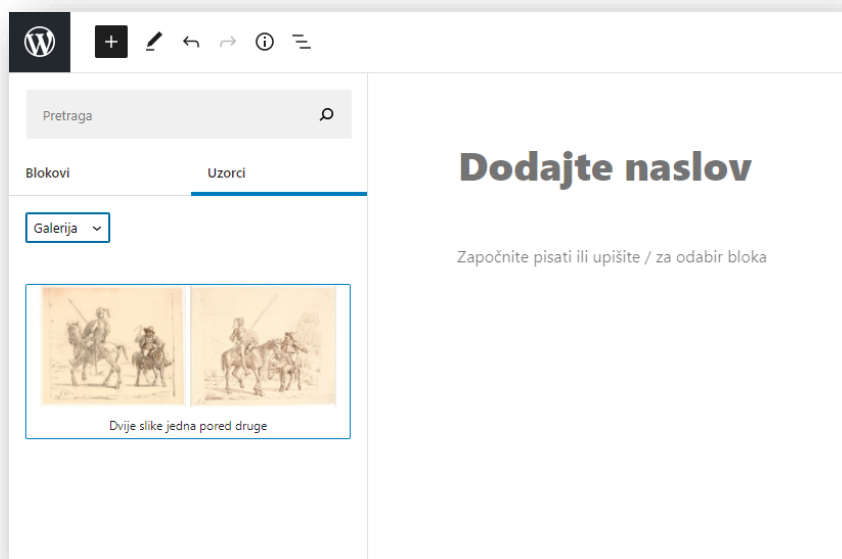 Pretraga
Blokovi
Uzorci
Galerija
Dvije slike jedna pored druge
Dodajte naslov
Započnite pisati ili upišite / za odabir bloka